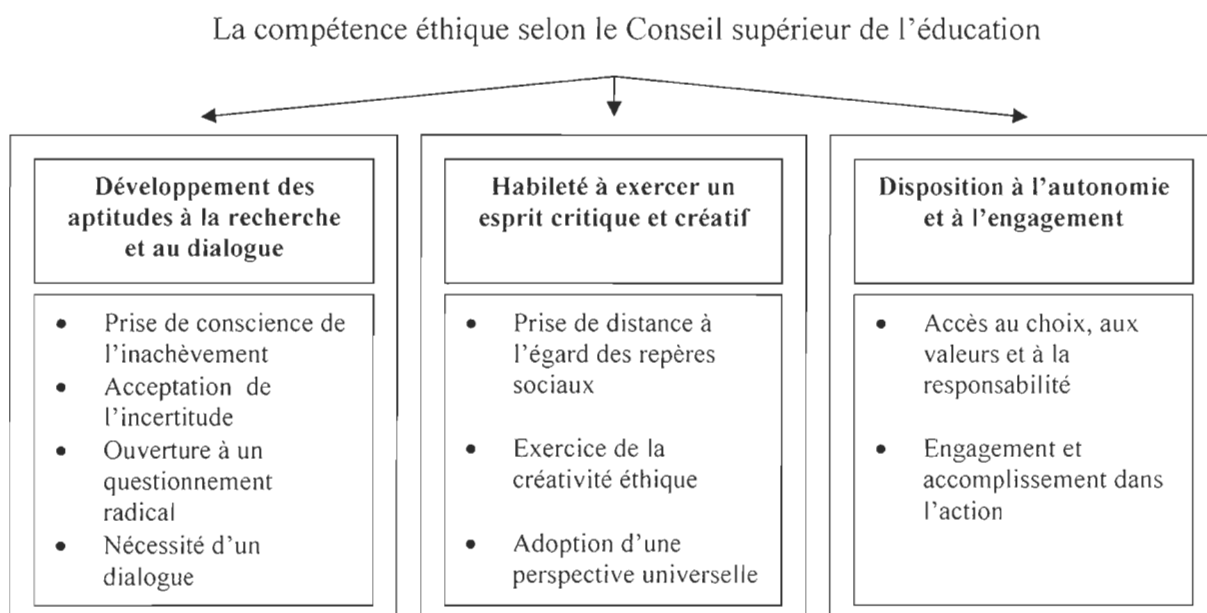 La compétence éthique selon le Conseil supérieur de l'éducation
Développement des
aptitudes à la recherche
et au dialogue
• Prise de conscience de
l'inachèvement
• Acceptation de
l'incertitude
• Ouverture à un
questionnement
radical
• Nécessité d'un
dialogue
Habileté à exercer un
esprit critique et créatif
• Prise de distance à
l'égard des repères
sociaux
• Exercice de la
créativité éthique
• Adoption d'une
perspective universelle
Disposition à l'autonomie
et à l'engagement
• Accès au choix, aux
valeurs et à la
responsabilité
• Engagement et
accomplissement dans
l'action